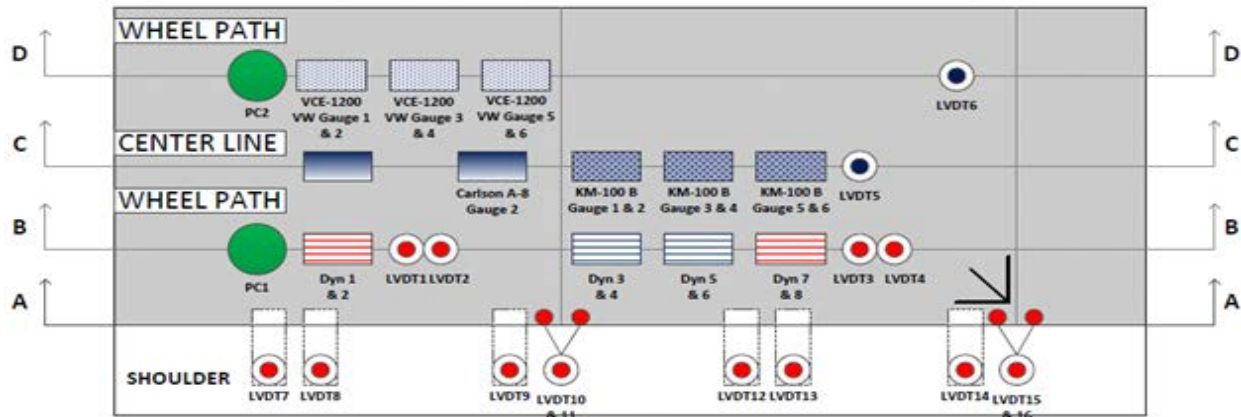 WHEEL PATH
D
D
PC2
VCE-1200
VW Gauge 1
& 2
VCE-1200
VW Gauge 3
& 4
VCE-1200
VW Gauge 5
& 6
LVDT6
C
CENTER LINE
C
Carlson A-8
Gauge 2
KM-100 B
Gauge 1 & 2
KM-100 B
Gauge 3 & 4
KM-100 B
Gauge 5 & 6
LVDT5
WHEEL PATH
B
B
PC1
Dyn 1
& 2
LVDT1
LVDT2
Dyn 3
& 4
Dyn 5
& 6
Dyn 7
& 8
LVDT3
LVDT4
A
A
SHOULDER
LVDT7
LVDT8
LVDT9
LVDT10
& 11
LVDT12
LVDT13
LVDT14
LVDT15
& 16